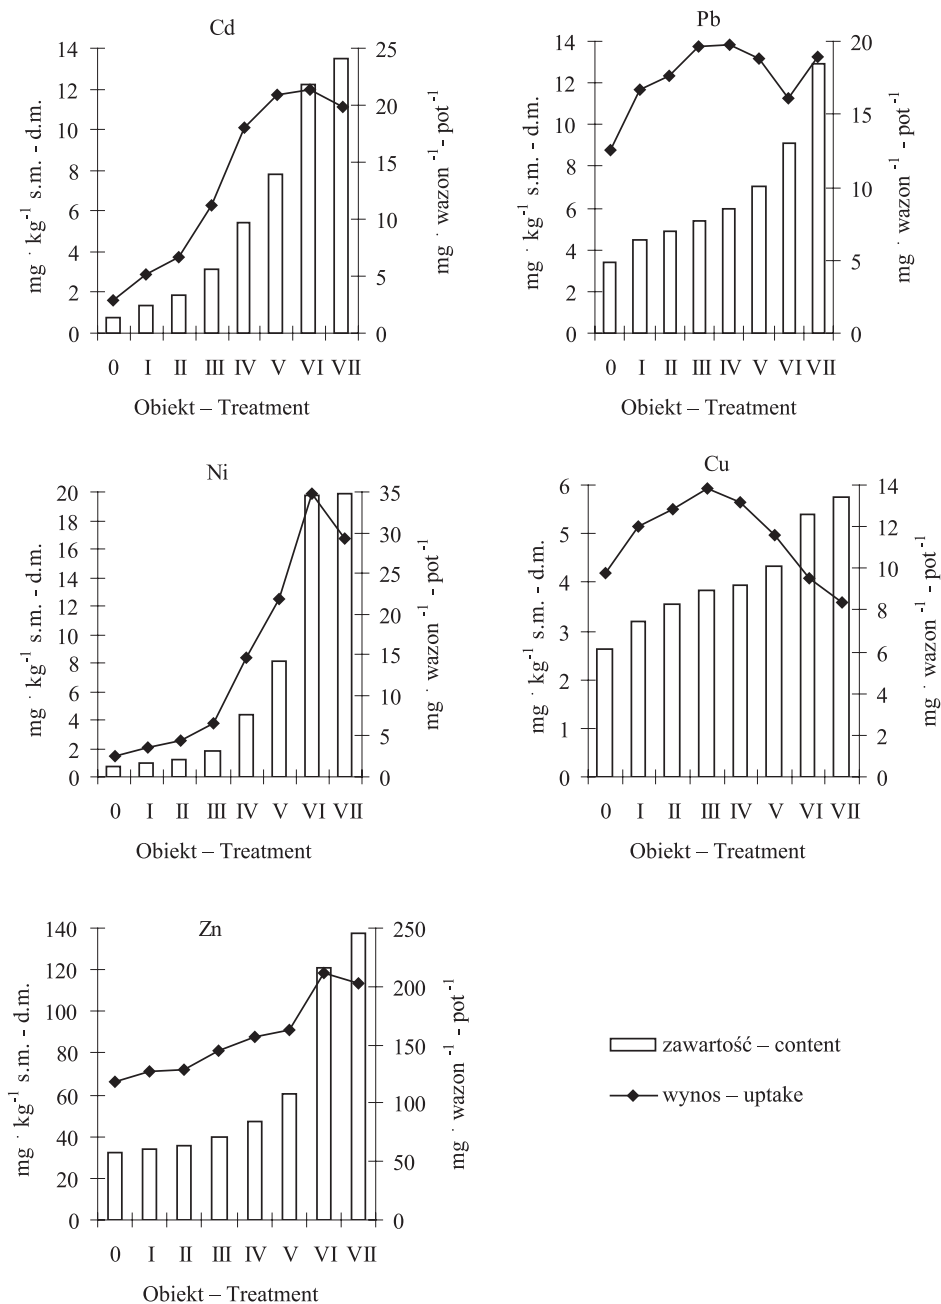 Cd
14
12
10
8
6
4
2
0
25
20
15
10
5
0
mg · kg-1 s.m. - d.m.
mg · wazon -1 - pot-1
0 I II III IV V VI VII
Obiekt – Treatment
Pb
14
12
10
8
6
4
2
0
20
15
10
5
0
mg · kg-1 s.m. - d.m.
mg · wazon -1 - pot-1
0 I II III IV V VI VII
Obiekt – Treatment
Ni
20
18
16
14
12
10
8
6
4
2
0
35
30
25
20
15
10
5
0
mg · kg-1 s.m. - d.m.
mg · wazon -1 - pot-1
0 I II III IV V VI VII
Obiekt – Treatment
Cu
6
5
4
3
2
1
0
14
12
10
8
6
4
2
0
mg · kg-1 s.m. - d.m.
mg · wazon -1 - pot-1
0 I II III IV V VI VII
Obiekt – Treatment
Zn
140
120
100
80
60
40
20
0
250
200
150
100
50
0
mg · kg-1 s.m. - d.m.
mg · wazon -1 - pot-1
0 I II III IV V VI VII
Obiekt – Treatment
zawartość – content
wynos – uptake